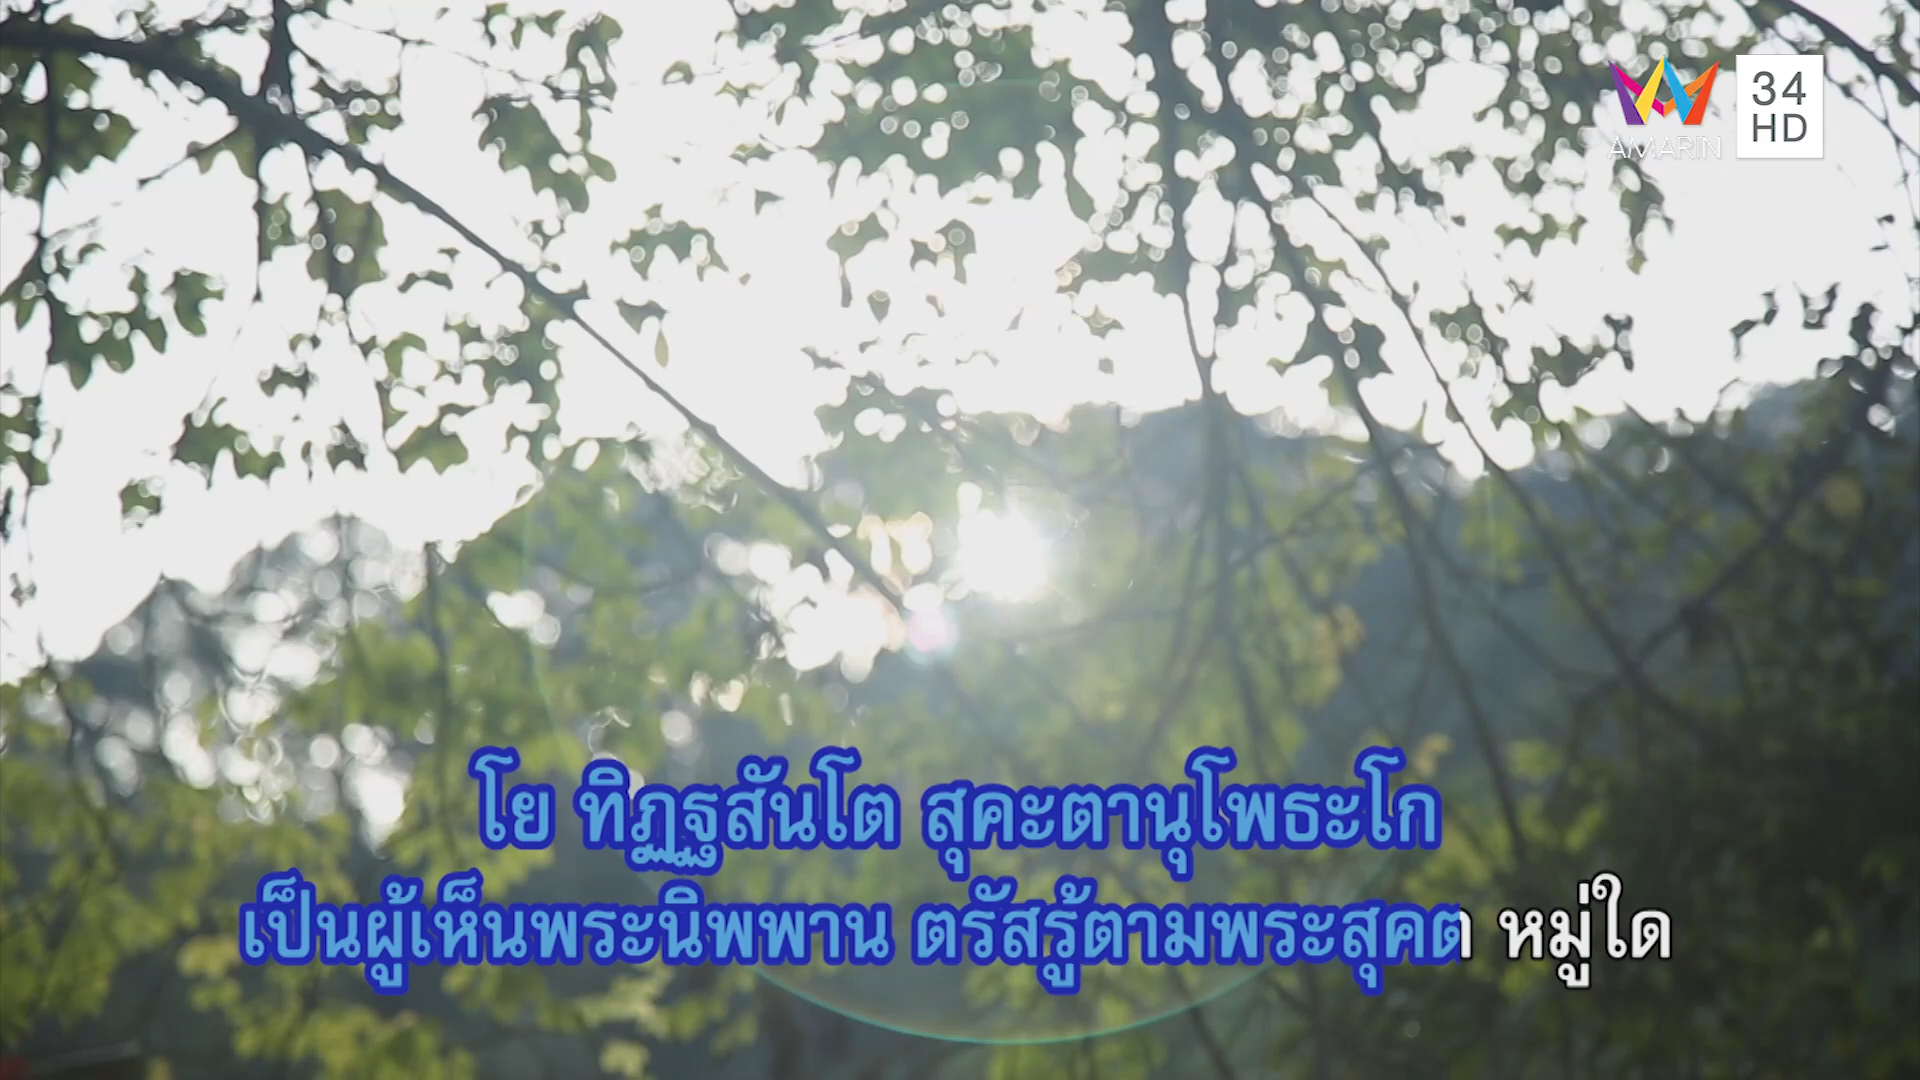 AMARIN
34
HD
โย ทิฏฐสันโต สุคะตานุโพธะโก
เป็นผู้เห็นพระนิพพาน ตรัสรู้ตามพระสุคต หมู่ใด